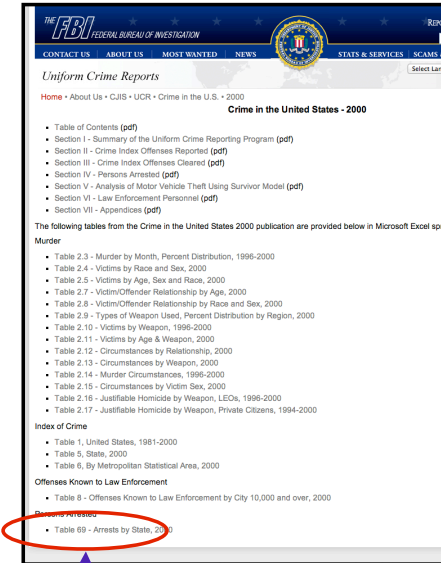 THE FBI FEDERAL BUREAU OF INVESTIGATION
CONTACT US ABOUT US MOST WANTED NEWS STATS & SERVICES SCAMS
Uniform Crime Reports
Home • About Us • CJIS • UCR • Crime in the U.S. • 2000
Crime in the United States - 2000
Table of Contents (pdf)
Section I - Summary of the Uniform Crime Reporting Program (pdf)
Section II - Crime Index Offenses Reported (pdf)
Section III - Crime Index Offenses Cleared (pdf)
Section IV - Persons Arrested (pdf)
Section V - Analysis of Motor Vehicle Theft Using Survivor Model (pdf)
Section VI - Law Enforcement Personnel (pdf)
Section VII - Appendices (pdf)
The following tables from the Crime in the United States 2000 publication are provided below in Microsoft Excel
Murder
Table 2.3 - Murder by Month, Percent Distribution, 1996-2000
Table 2.4 - Victims by Race and Sex, 2000
Table 2.5 - Victims by Age, Sex and Race, 2000
Table 2.7 - Victim/Offender Relationship by Age, 2000
Table 2.8 - Victim/Offender Relationship by Race and Sex, 2000
Table 2.9 - Types of Weapon Used, Percent Distribution by Region, 2000
Table 2.10 - Victims by Weapon, 1996-2000
Table 2.11 - Victims by Age & Weapon, 2000
Table 2.12 - Circumstances by Relationship, 2000
Table 2.13 - Circumstances by Weapon, 2000
Table 2.14 - Murder Circumstances, 1996-2000
Table 2.15 - Circumstances by Victim Sex, 2000
Table 2.16 - Justifiable Homicide by Weapon, LEOs, 1996-2000
Table 2.17 - Justifiable Homicide by Weapon, Private Citizens, 1994-2000
Index of Crime
Table 1, United States, 1981-2000
Table 5, State, 2000
Table 6, By Metropolitan Statistical Area, 2000
Offenses Known to Law Enforcement
Table 8 - Offenses Known to Law Enforcement by City 10,000 and over, 2000
Persons Arrested
Table 69 - Arrests by State, 2000